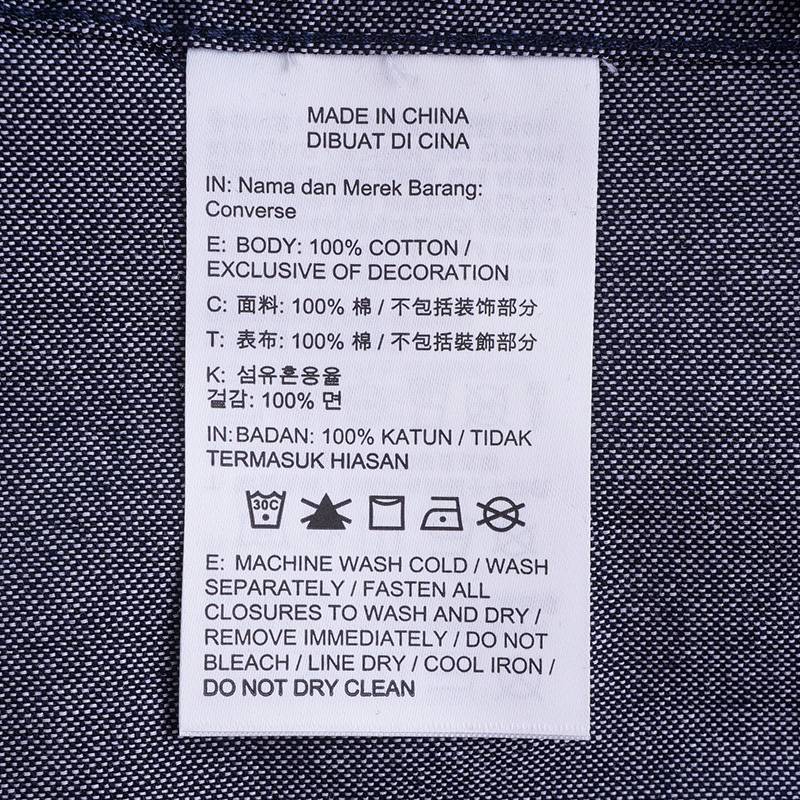 MADE IN CHINA
DIBUAT DI CINA
IN: Nama dan Merek Barang:
Converse
E: BODY: 100% COTTON /
EXCLUSIVE OF DECORATION
C: 面料: 100% 棉 / 不包括装饰部分
T: 表布: 100% 棉 / 不包括裝飾部分
K: 섬유혼용율
겉감: 100% 면
IN: BADAN: 100% KATUN / TIDAK
TERMASUK HIASAN
30C
E: MACHINE WASH COLD / WASH
SEPARATELY / FASTEN ALL
CLOSURES TO WASH AND DRY /
REMOVE IMMEDIATELY / DO NOT
BLEACH / LINE DRY / COOL IRON /
DO NOT DRY CLEAN